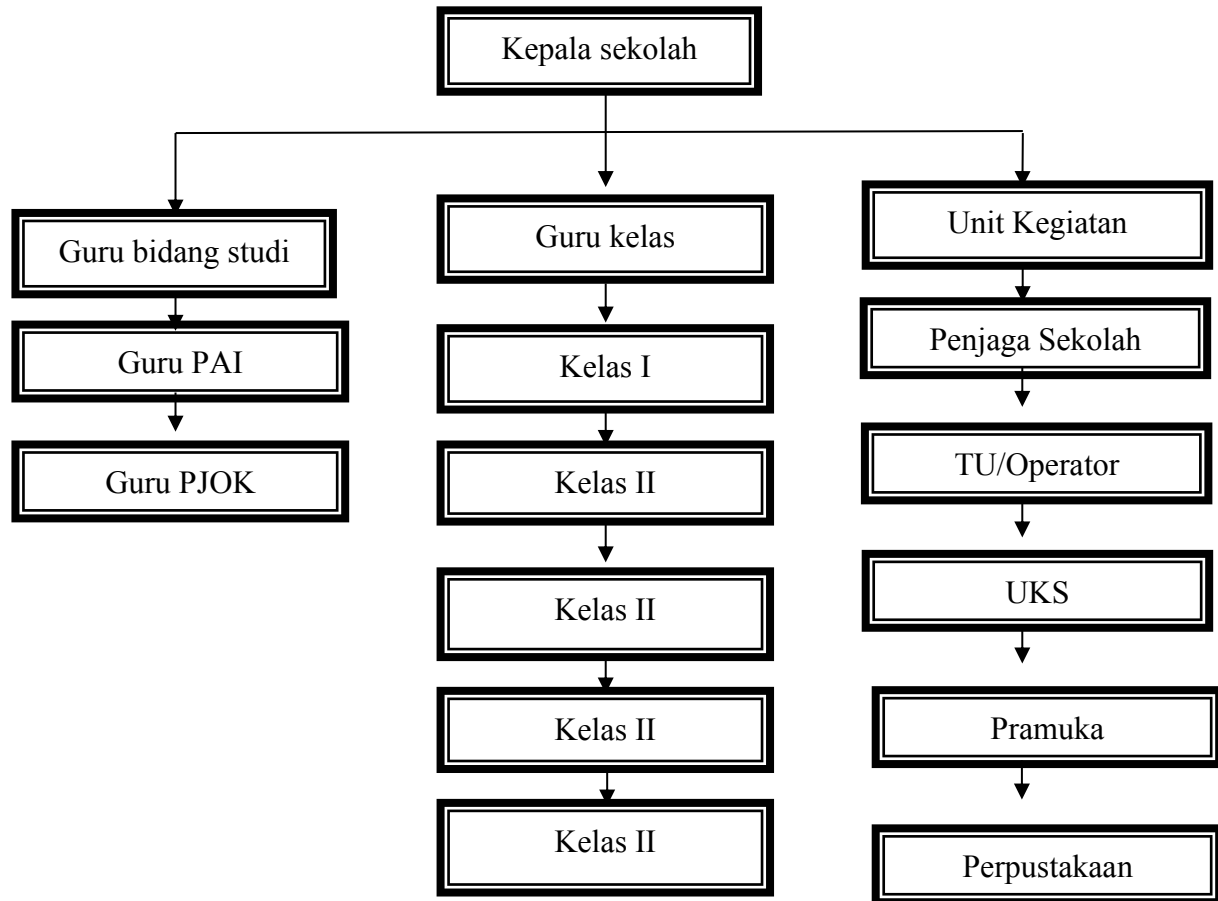 Kepala sekolah
Guru bidang studi
Guru PAI
Guru PJOK
Guru kelas
Kelas I
Kelas II
Kelas II
Kelas II
Kelas II
Unit Kegiatan
Penjaga Sekolah
TU/Operator
UKS
Pramuka
Perpustakaan